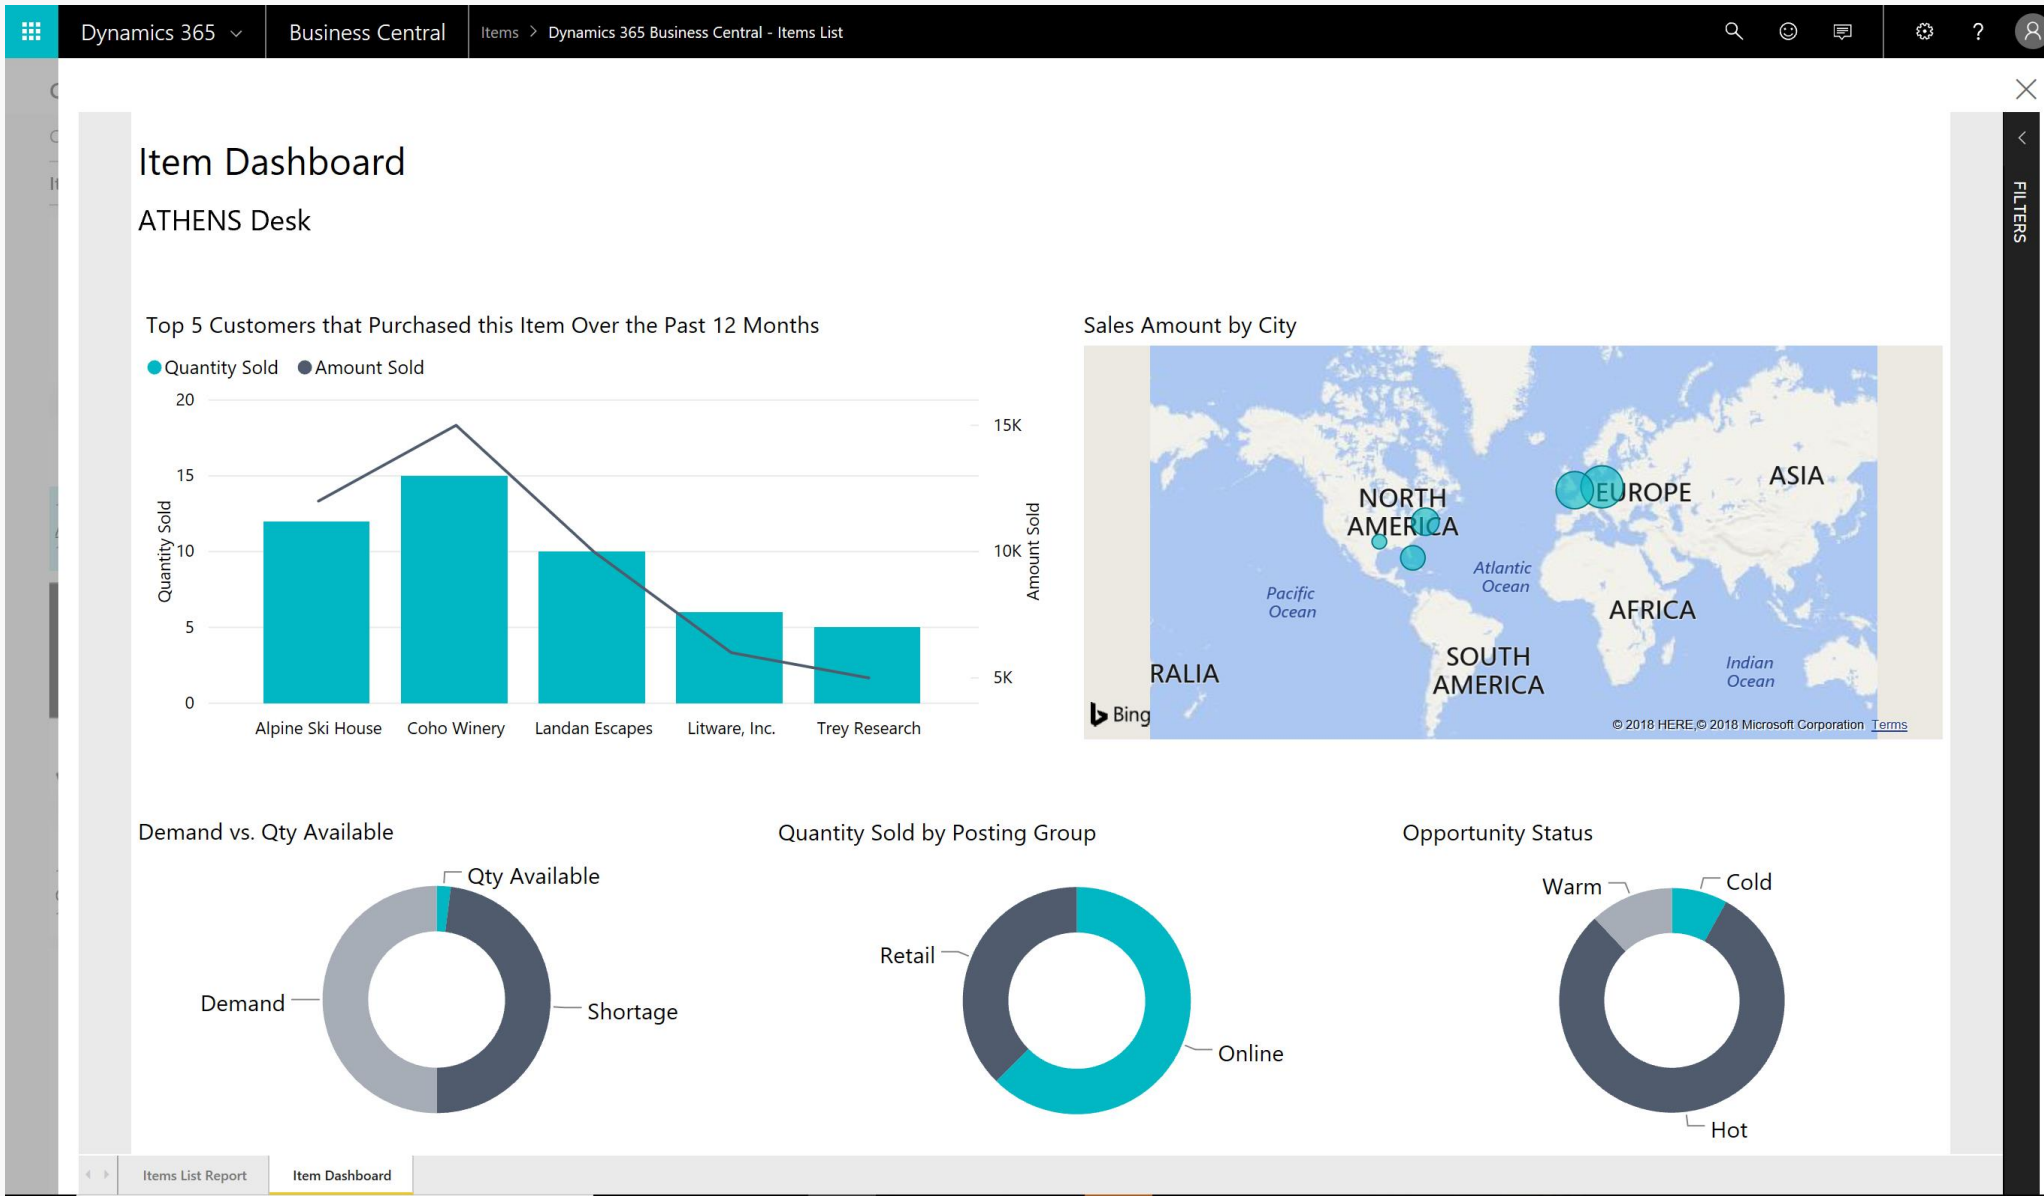 Dynamics 365
Business Central
Items > Dynamics 365 Business Central - Items List
?
Item Dashboard
ATHENS Desk
FILTERS
Top 5 Customers that Purchased this Item Over the Past 12 Months
Quantity Sold
Amount Sold
20
15
10
5
0
Quantity Sold
15K
10K
5K
Amount Sold
Alpine Ski House
Coho Winery
Landan Escapes
Litware, Inc.
Trey Research
Sales Amount by City
NORTH
AMERICA
EUROPE
ASIA
Atlantic
Ocean
Pacific
Ocean
AFRICA
SOUTH
AMERICA
Indian
Ocean
RALIA
Bing
© 2018 HERE,© 2018 Microsoft Corporation Terms
Demand vs. Qty Available
Qty Available
Demand
Shortage
Quantity Sold by Posting Group
Retail
Online
Opportunity Status
Warm
Cold
Hot
Items List Report
Item Dashboard